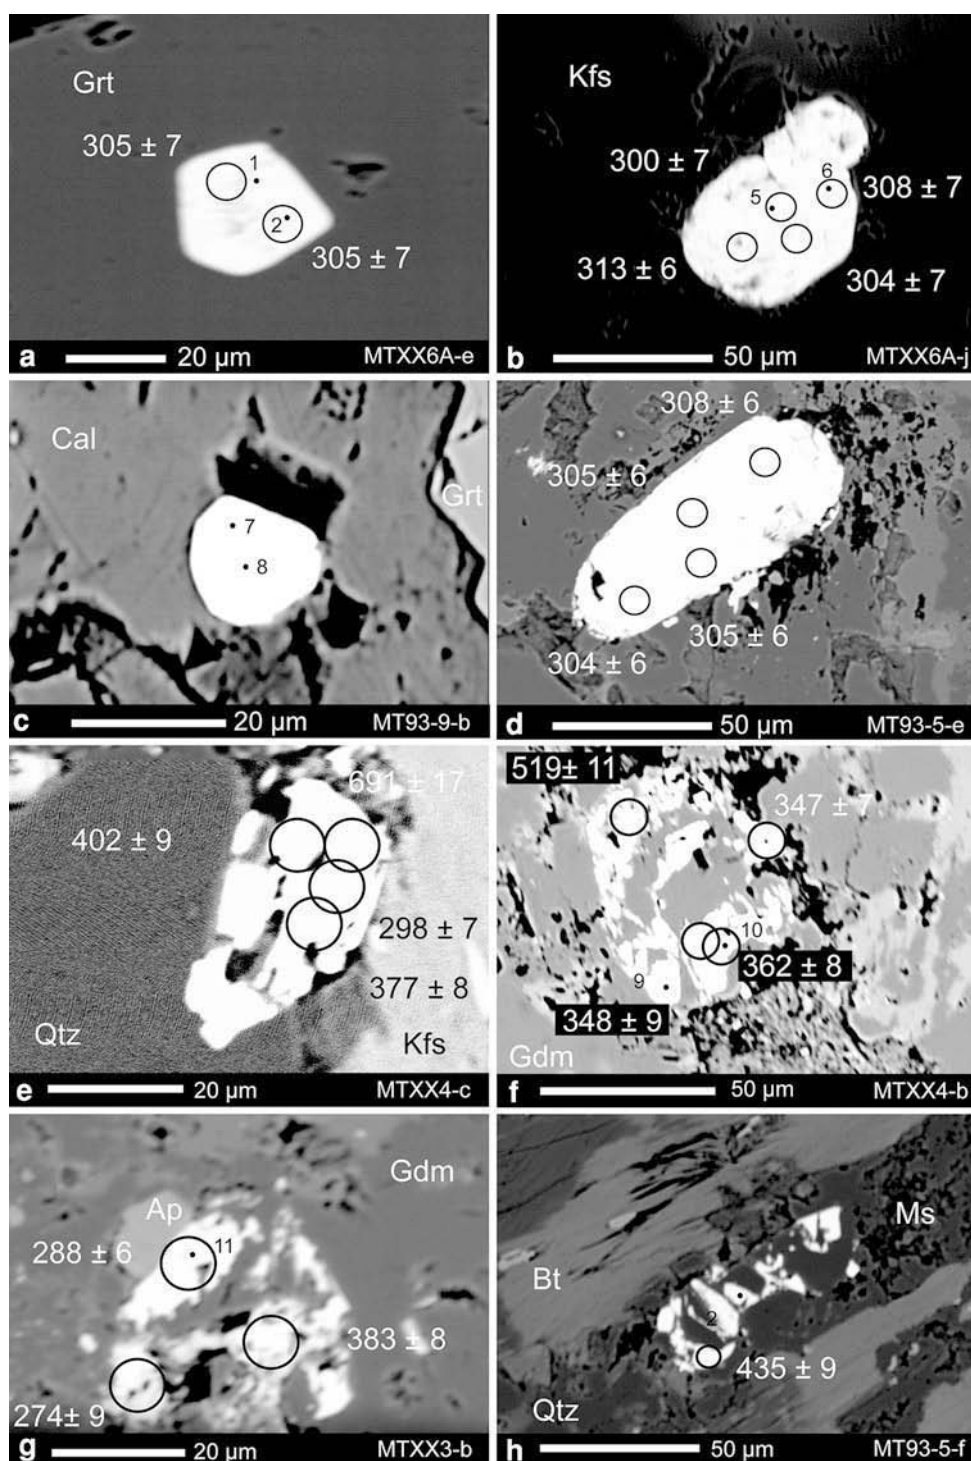 Grt
305 ± 7
1
2
305 ± 7
a
20 µm
MTXX6A-e
Kfs
300 ± 7
6
308 ± 7
5
313 ± 6
304 ± 7
b
50 µm
MTXX6A-j
Cal
Grt
7
8
c
20 µm
MT93-9-b
308 ± 6
305 ± 6
305 ± 6
304 ± 6
d
50 µm
MT93-5-e
691 ± 17
402 ± 9
298 ± 7
377 ± 8
Qtz
Kfs
e
20 µm
MTXX4-c
519± 11
347 ± 7
10
362 ± 8
9
348 ± 9
Gdm
f
50 µm
MTXX4-b
Gdm
Ap
288 ± 6
11
383 ± 8
274± 9
g
20 µm
MTXX3-b
Ms
Bt
2
435 ± 9
Qtz
h
50 µm
MT93-5-f